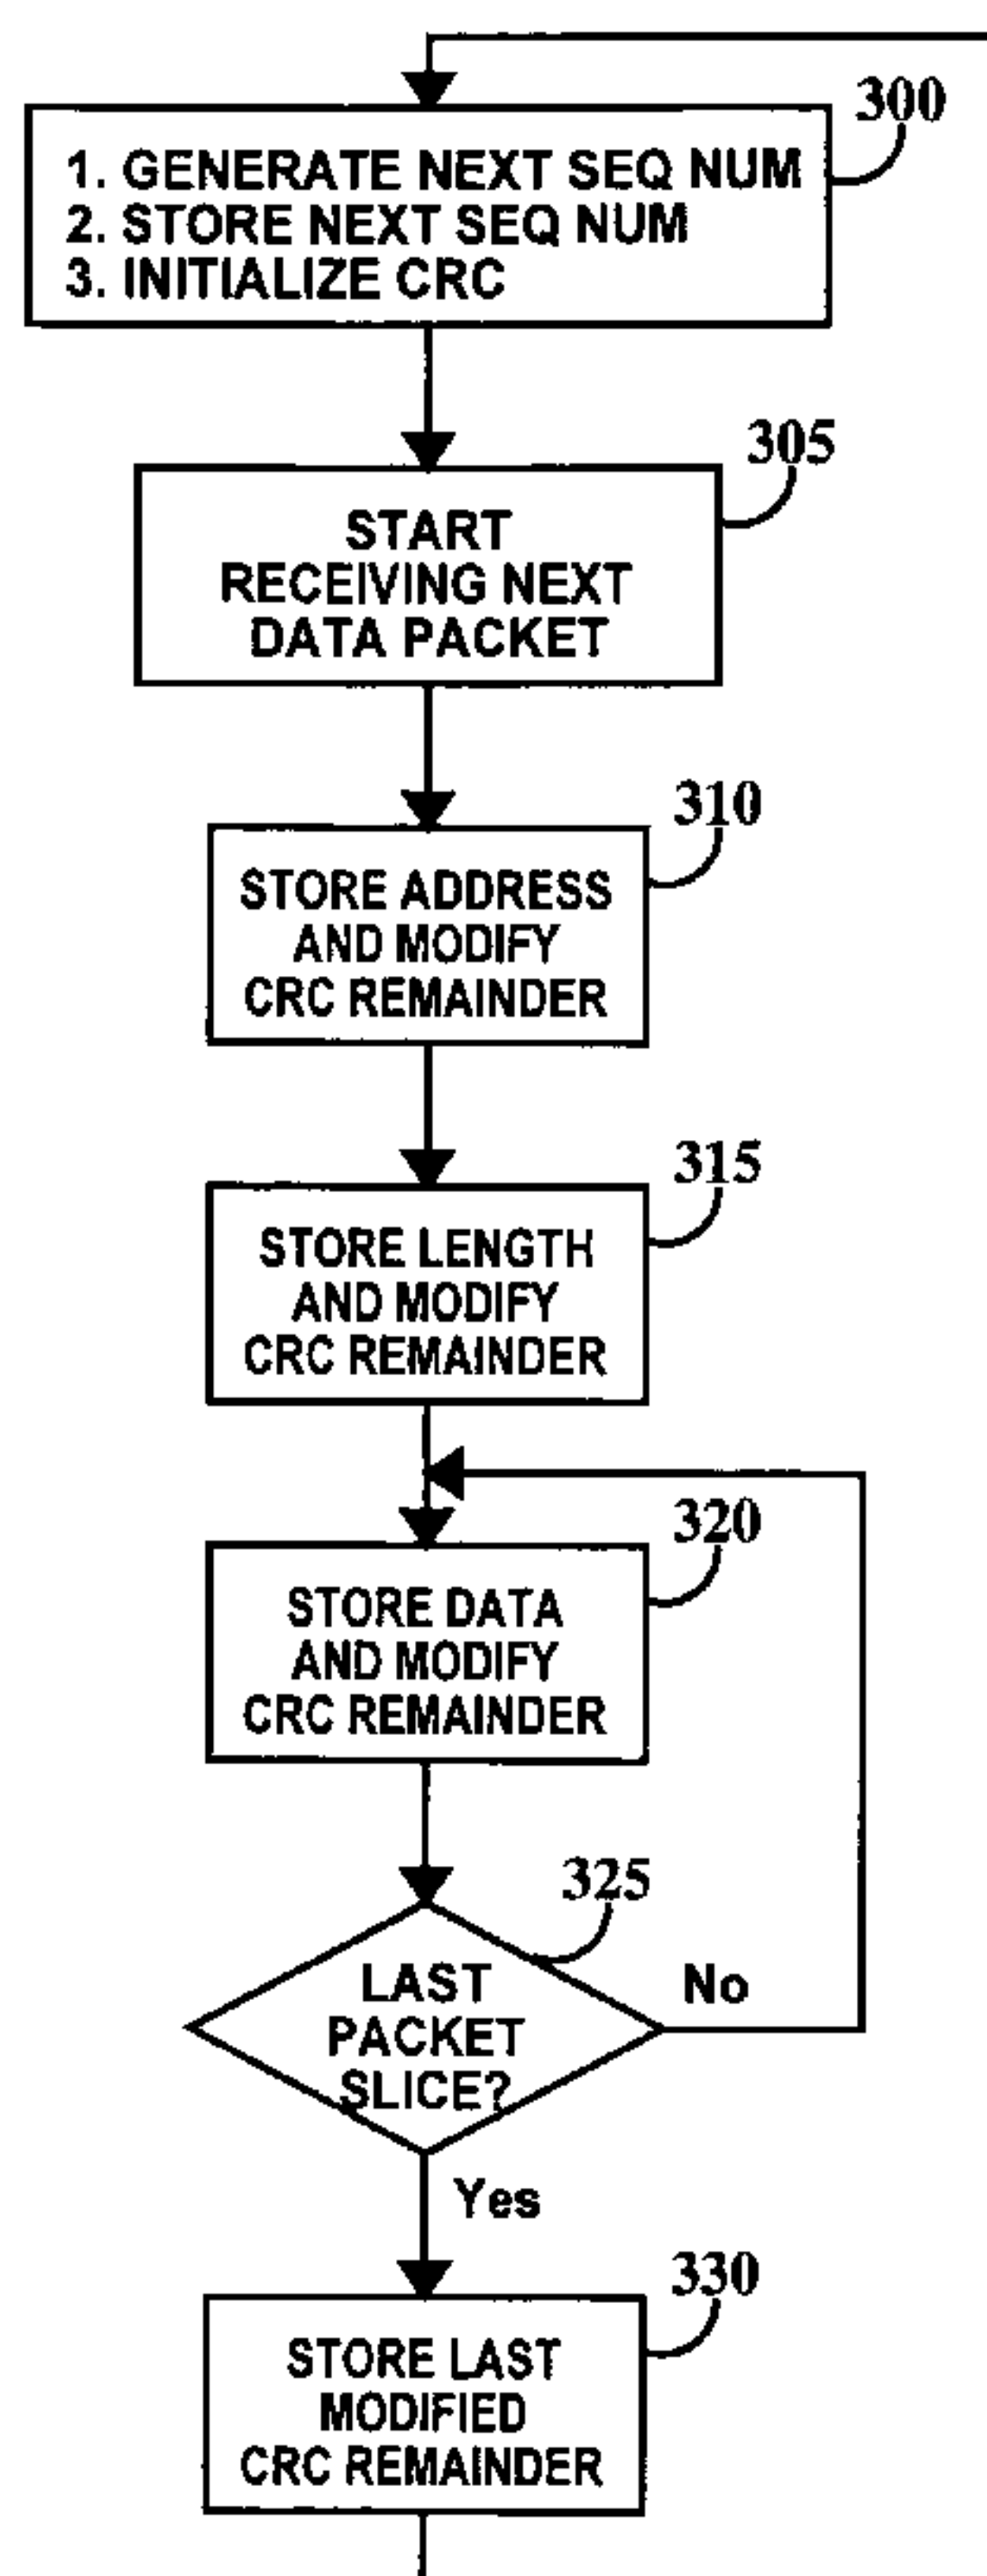 300
1. GENERATE NEXT SEQ NUM
2. STORE NEXT SEQ NUM
3. INITIALIZE CRC
305
START
RECEIVING NEXT
DATA PACKET
310
STORE ADDRESS
AND MODIFY
CRC REMAINDER
315
STORE LENGTH
AND MODIFY
CRC REMAINDER
320
STORE DATA
AND MODIFY
CRC REMAINDER
325
LAST
PACKET
SLICE?
No
Yes
330
STORE LAST
MODIFIED
CRC REMAINDER